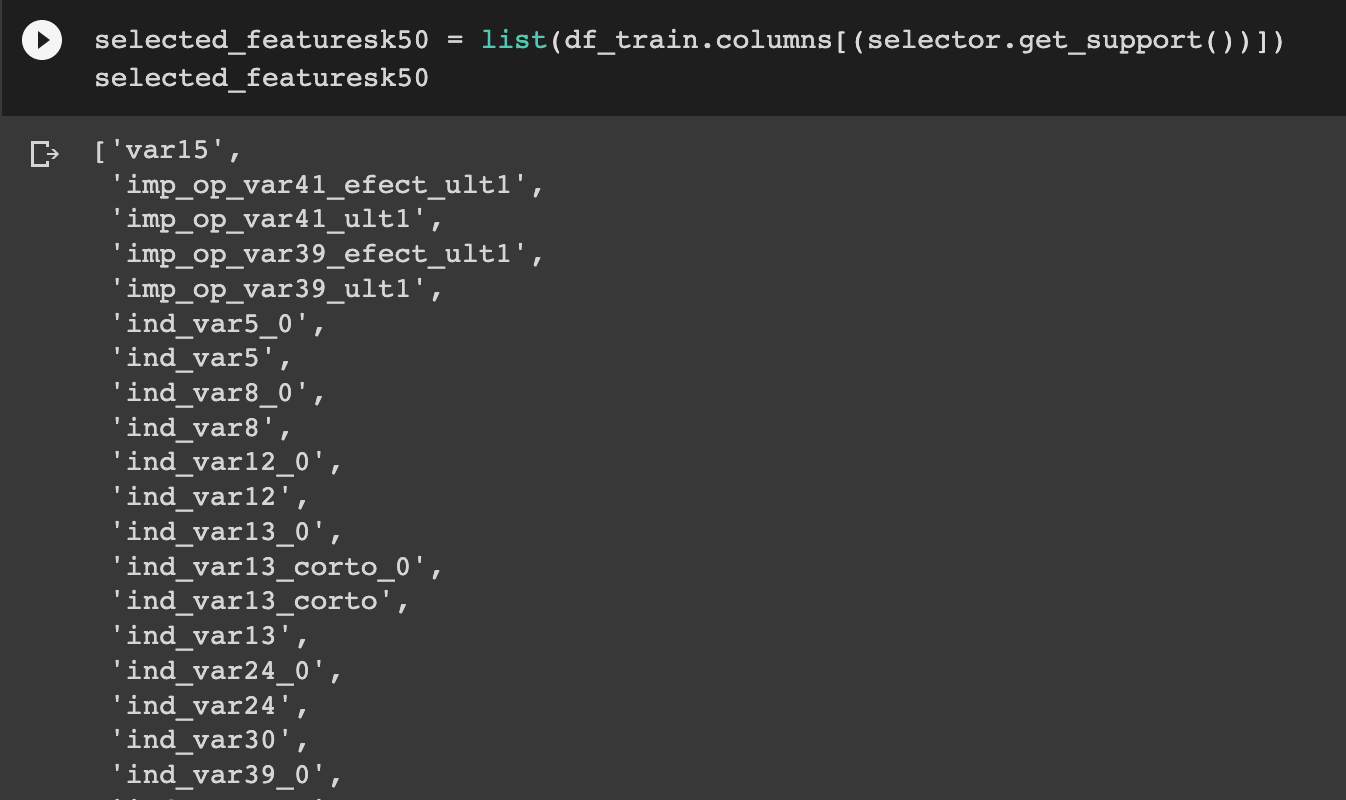 selected_featuresk50 = list(df_train.columns[(selector.get_support())])
selected_featuresk50
['var15',
'imp_op_var41_efect_ult1',
'imp_op_var41_ult1',
'imp_op_var39_efect_ult1',
'imp_op_var39_ult1',
'ind_var5_0',
'ind_var5',
'ind_var8_0',
'ind_var8',
'ind_var12_0',
'ind_var12',
'ind_var13_0',
'ind_var13_corto_0',
'ind_var13_corto',
'ind_var13',
'ind_var24_0',
'ind_var24',
'ind_var30',
'ind_var39_0',